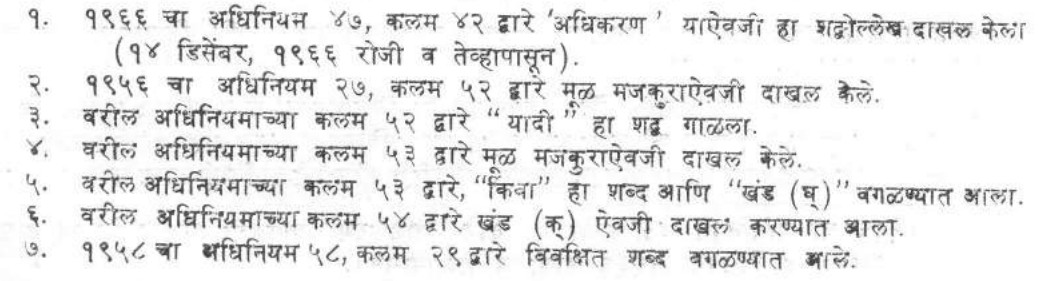 १. १९६६ चा अधिनियम ४७, कलम ४२ द्वारे 'अधिकरण' याऐवजी हा शद्बोल्लेख दाखल केला
(१४ डिसेंबर, १९६६ रोजी व तेव्हापासून).
२. १९५६ चा अधिनियम २७, कलम ५२ द्वारे मूळ मजकुराऐवजी दाखल केले.
३. वरील अधिनियमाच्या कलम ५२ द्वारे "यादी" हा शद्ब गाळला.
४. वरील अधिनियमाच्या कलम ५३ द्वारे मूळ मजकुराऐवजी दाखल केले.
५. वरील अधिनियमाच्या कलम ५३ द्वारे, "किंवा" हा शब्द आणि "खंड (घ)" वगळण्यात आला.
६. वरील अधिनियमाच्या कलम ५४ द्वारे खंड (क) ऐवजी दाखल करण्यात आला.
७. १९५८ चा अधिनियम ५८, कलम २९ द्वारे विवक्षित शब्द वगळण्यात आले.